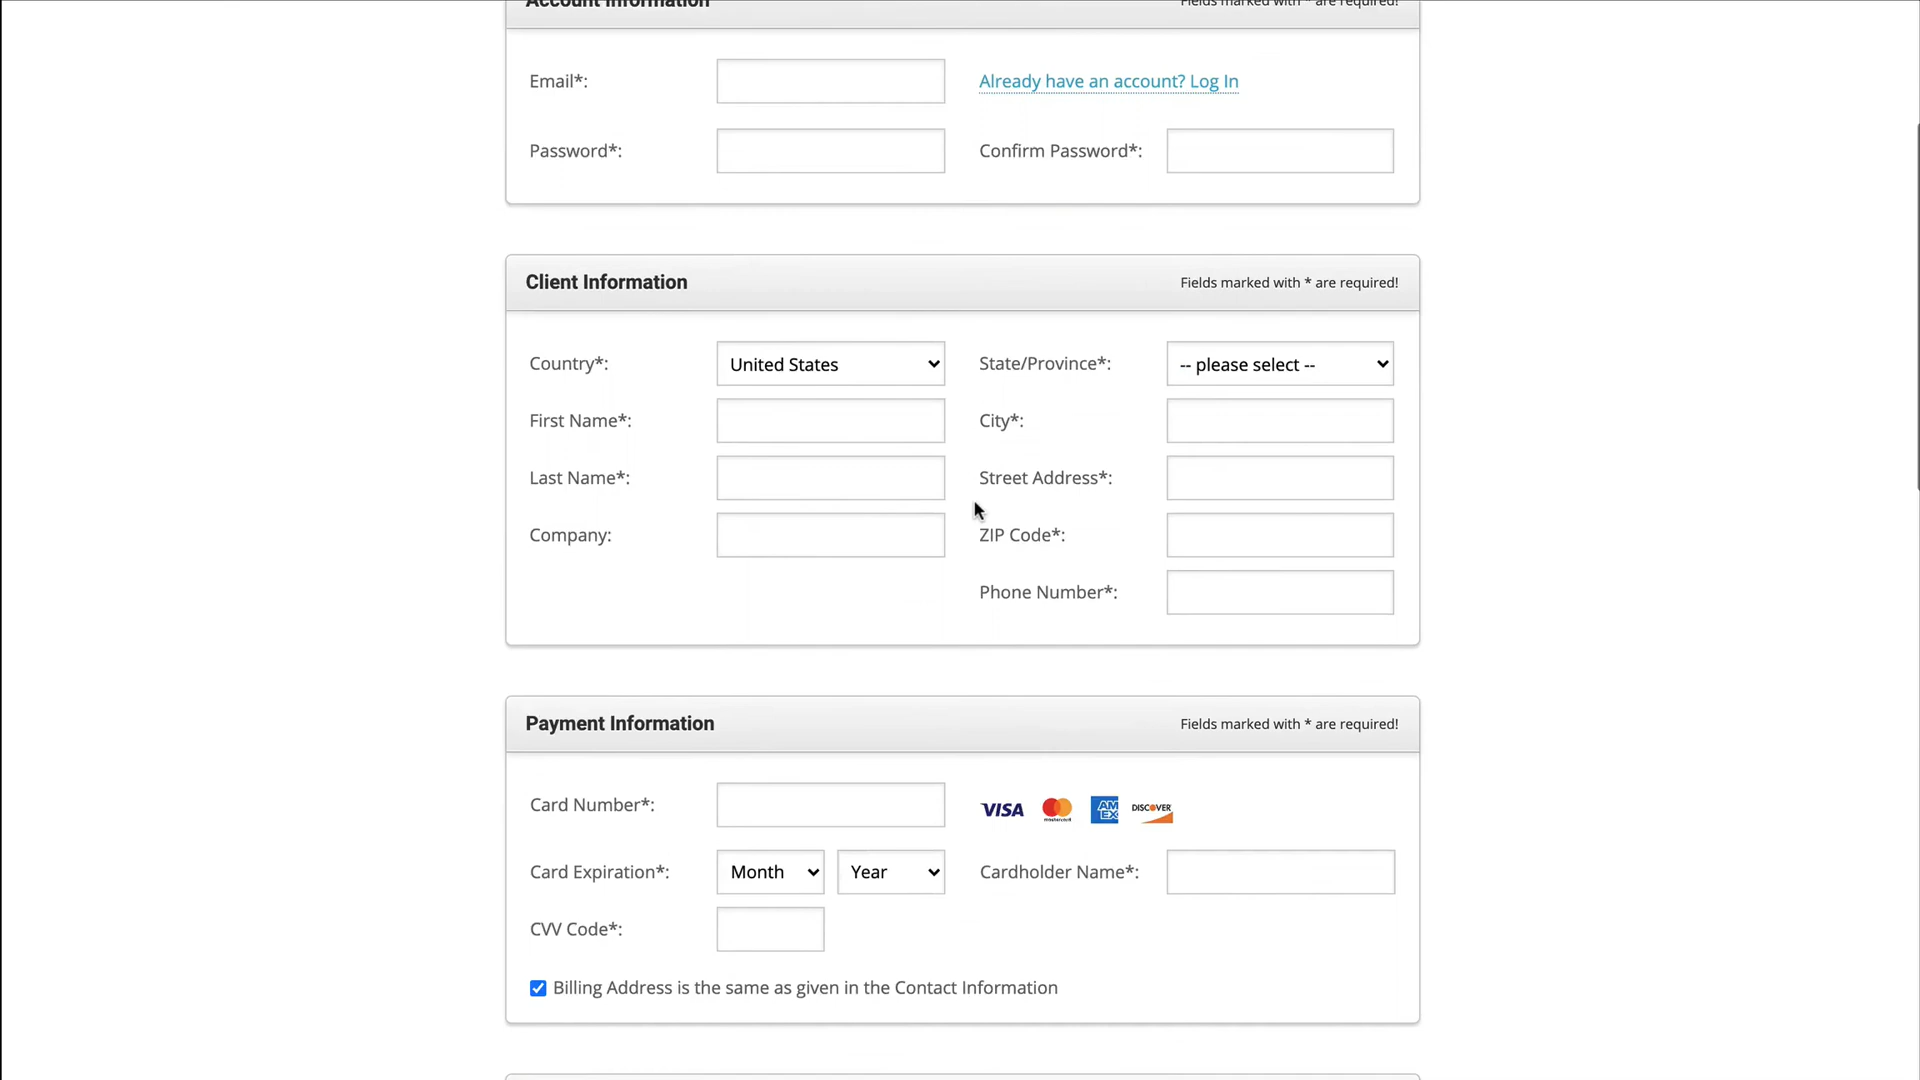 Account Information Fields marked with * are required!
Email*: Already have an account? Log In
Password*: Confirm Password*:
Client Information Fields marked with * are required!
Country*: United States State/Province*: -- please select --
First Name*: City*:
Last Name*: Street Address*:
Company: ZIP Code*:
Phone Number*:
Payment Information Fields marked with * are required!
Card Number*: VISA mastercard AM EX DISCOVER
Card Expiration*: Month Year Cardholder Name*:
CVV Code*:
Billing Address is the same as given in the Contact Information